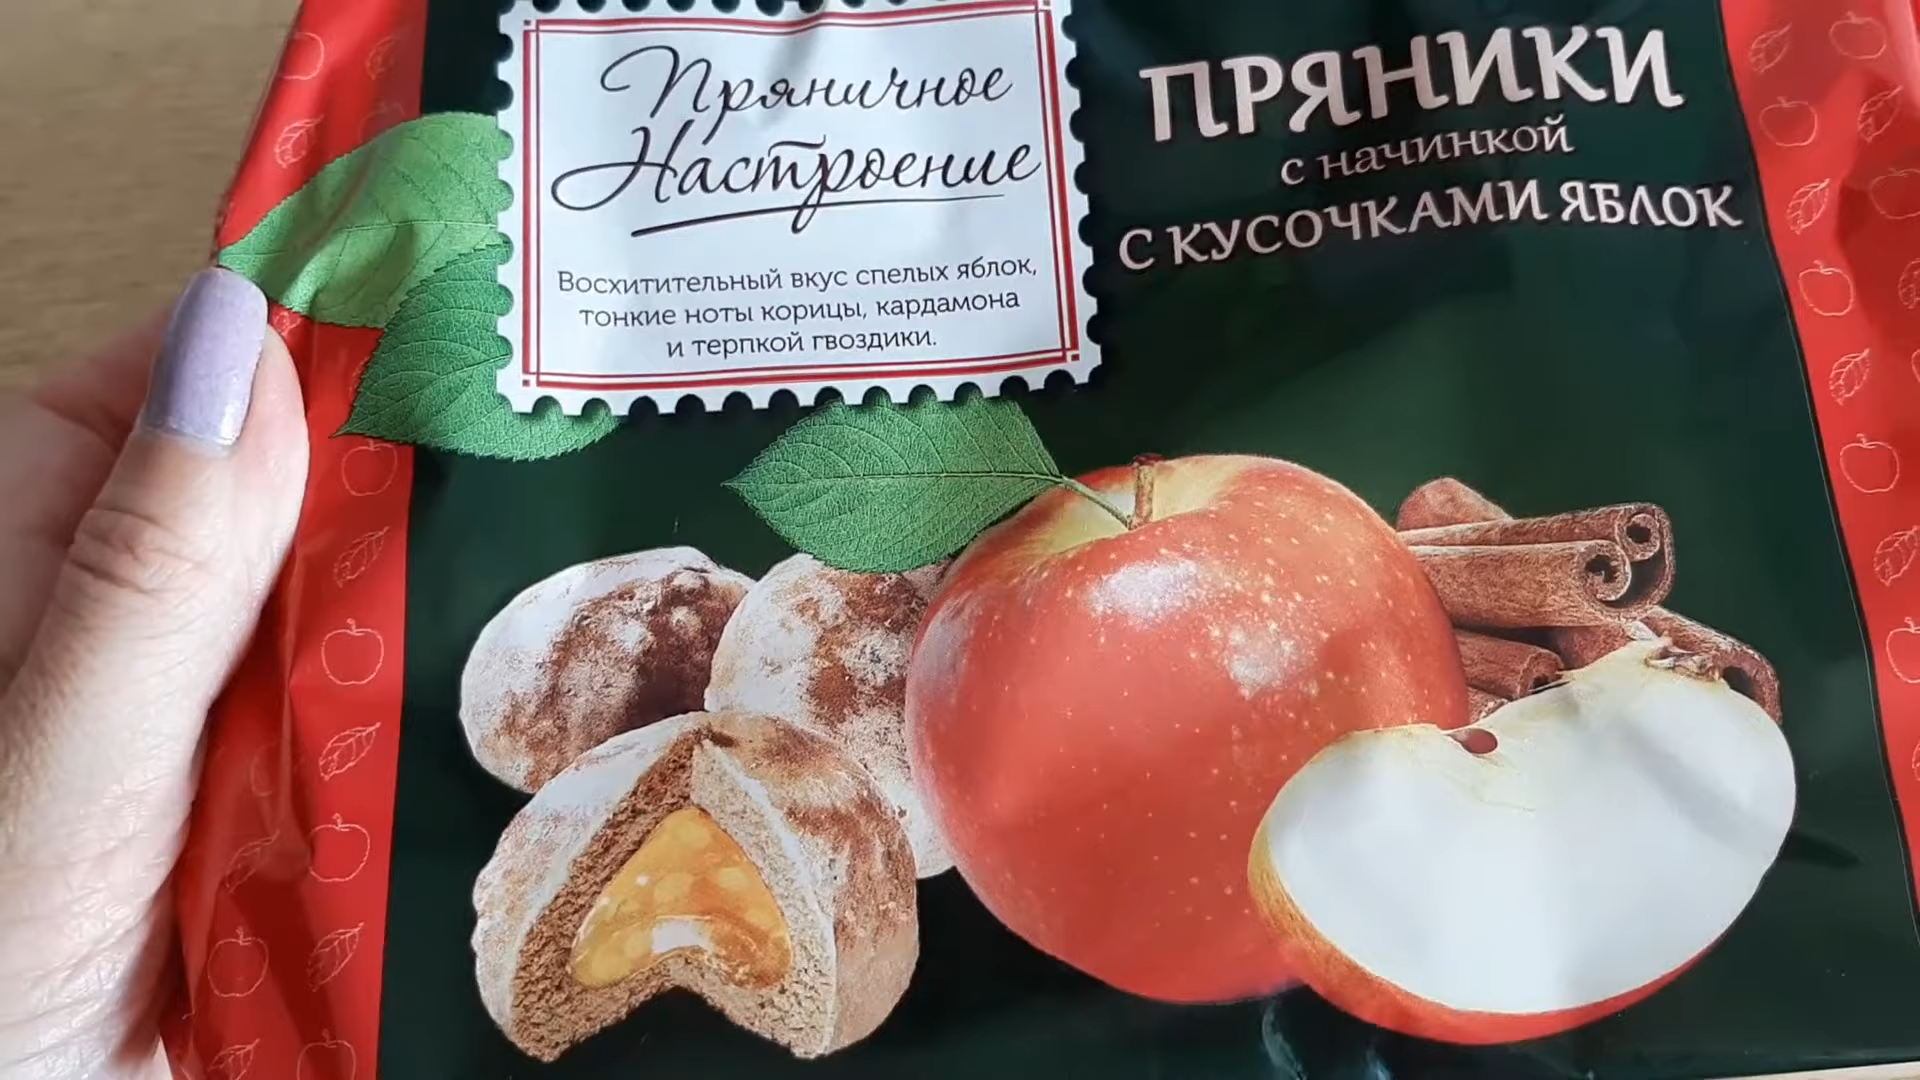 Пряничное
Настроение
Восхитительный вкус спелых яблок,
тонкие ноты корицы, кардамона
и терпкой гвоздики.
ПРЯНИКИ
с начинкой
С КУСОЧКАМИ ЯБЛОК